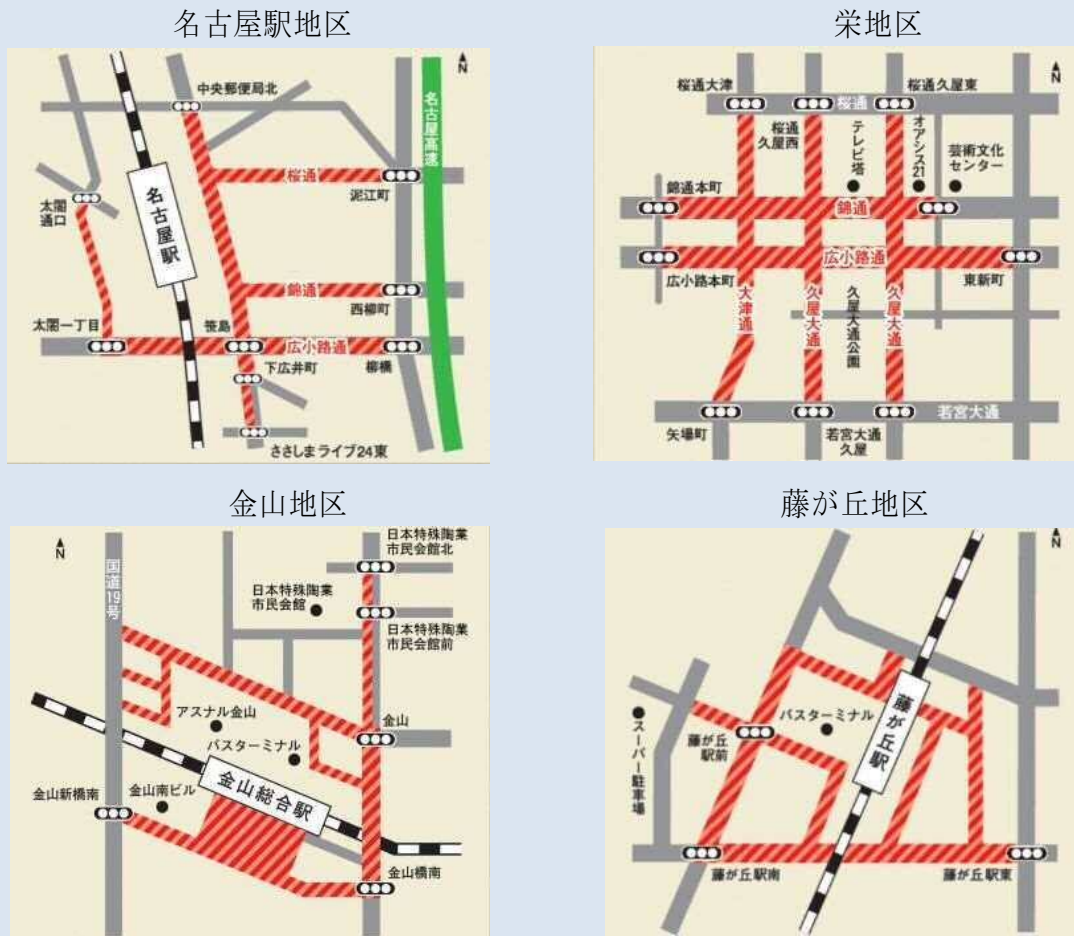 名古屋駅地区
N
中央郵便局北
名古屋高速
桜通
泥江町
名古屋駅
太閤
通口
錦通
西柳町
太閤一丁目
笹島
広小路通
下広井町
柳橋
ささしまライブ24東
栄地区
N
桜通大津
桜通
桜通久屋東
桜通
久屋西
テレビ塔
オアシス21
芸術文化
センター
錦通本町
錦通
広小路通
広小路本町
東新町
大津通
久屋大通
久屋大通公園
久屋大通
若宮大通
矢場町
若宮大通
久屋
金山地区
N
国道19号
日本特殊陶業
市民会館北
日本特殊陶業
市民会館
日本特殊陶業
市民会館前
アスナル金山
金山
バスターミナル
金山総合駅
金山新橋南
金山南ビル
金山橋南
藤が丘地区
N
藤が丘駅
バスターミナル
藤が丘
駅前
スーパー駐車場
藤が丘駅南
藤が丘駅東